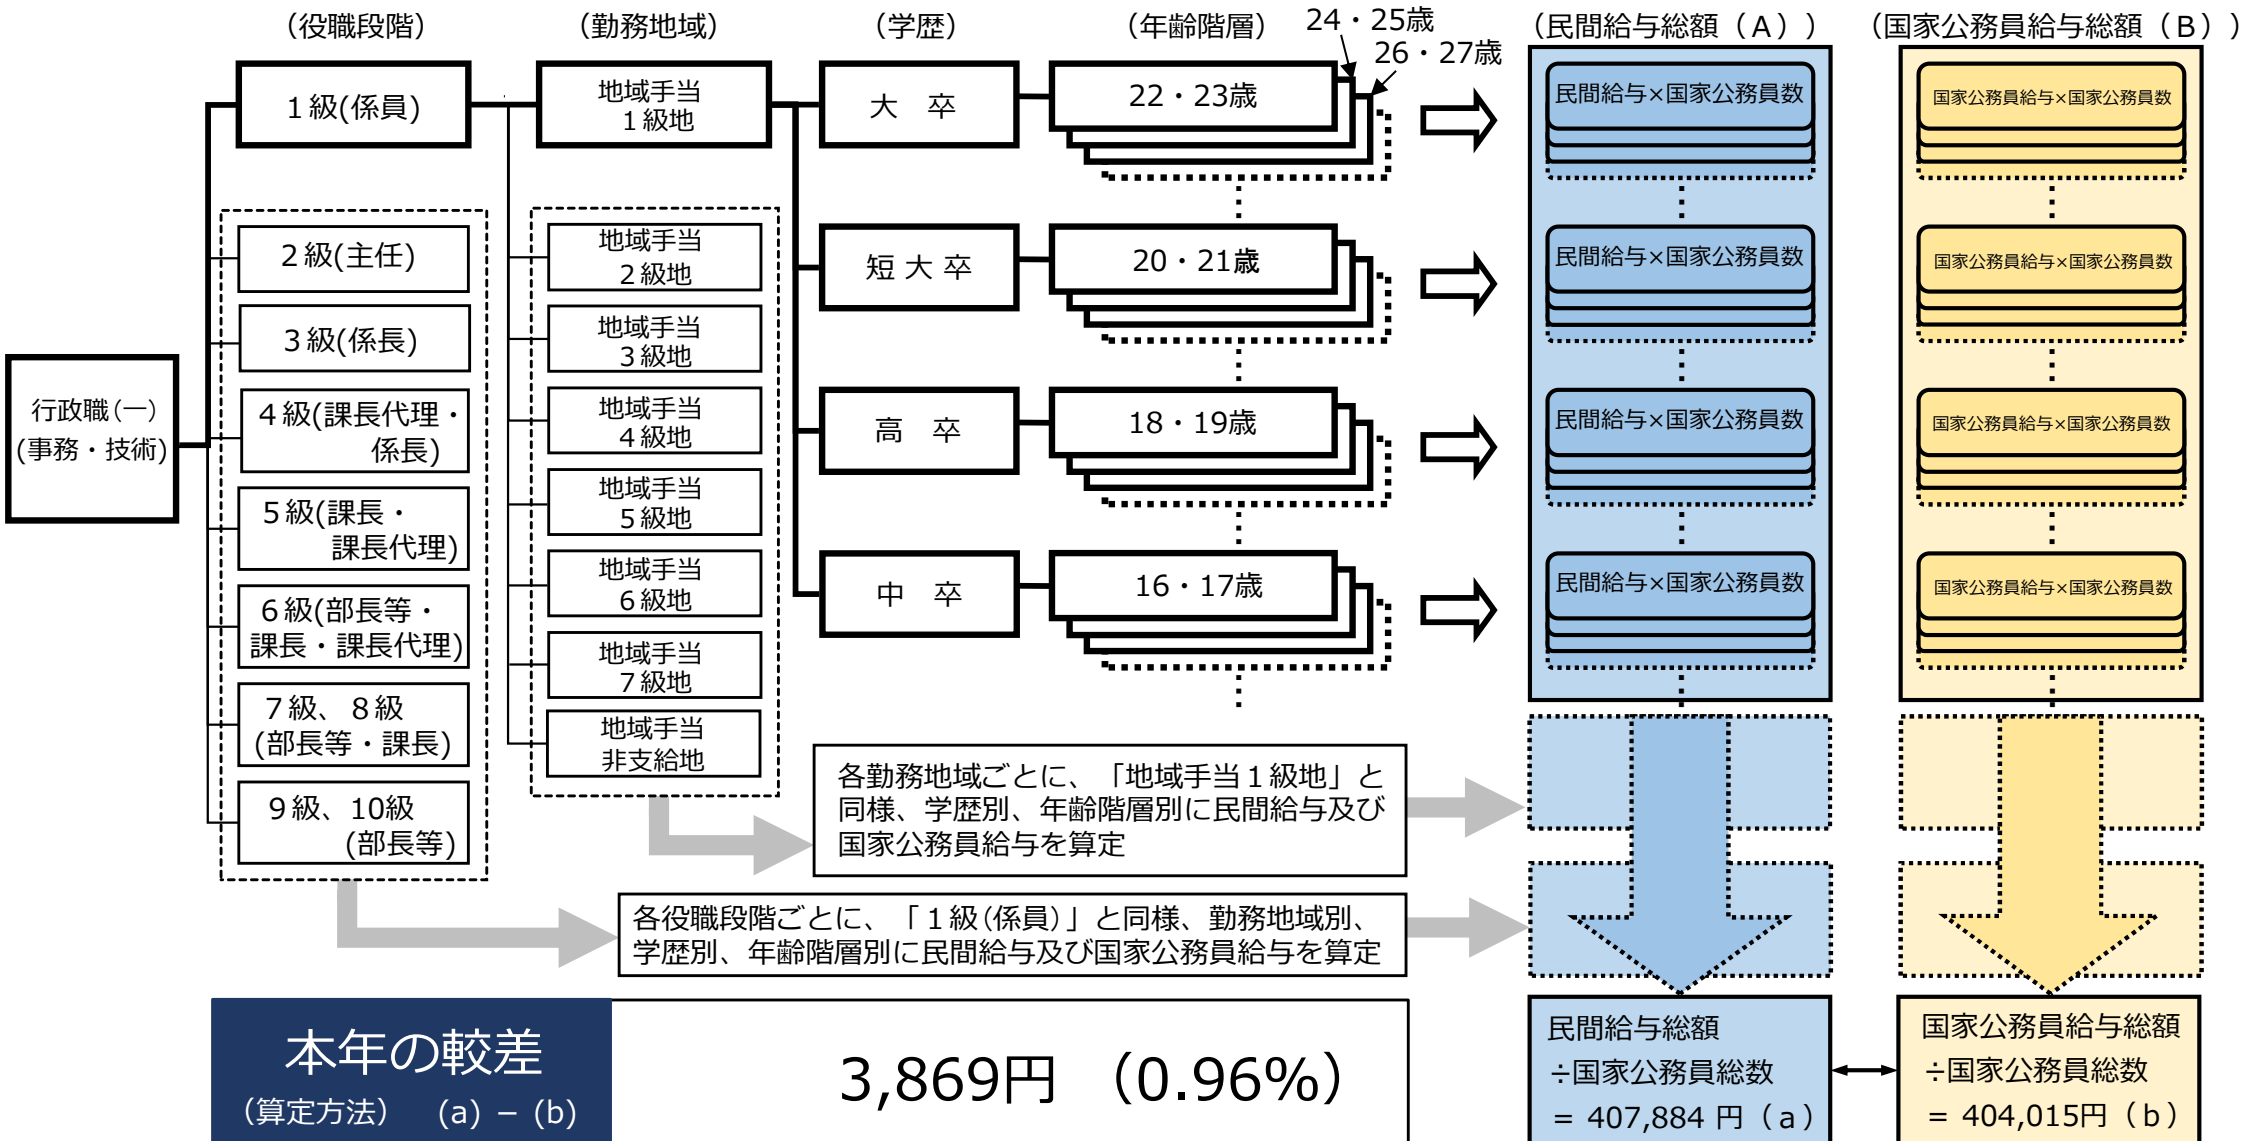 （役職段階）
（勤務地域）
（学歴）
（年齢階層）
24・25歳
26・27歳
（民間給与総額（A））
（国家公務員給与総額（B））
行政職(一)
(事務・技術)
1級(係員)
2級(主任)
3級(係長)
4級(課長代理・
係長)
5級(課長・
課長代理)
6級(部長等・
課長・課長代理)
7級、8級
(部長等・課長)
9級、10級
(部長等)
地域手当
1級地
地域手当
2級地
地域手当
3級地
地域手当
4級地
地域手当
5級地
地域手当
6級地
地域手当
7級地
地域手当
非支給地
大　卒
22・23歳
民間給与×国家公務員数
国家公務員給与×国家公務員数
短 大 卒
20・21歳
民間給与×国家公務員数
国家公務員給与×国家公務員数
高　卒
18・19歳
民間給与×国家公務員数
国家公務員給与×国家公務員数
中　卒
16・17歳
民間給与×国家公務員数
国家公務員給与×国家公務員数
各勤務地域ごとに、「地域手当1級地」と
同様、学歴別、年齢階層別に民間給与及び
国家公務員給与を算定
各役職段階ごとに、「1級(係員)」と同様、勤務地域別、
学歴別、年齢階層別に民間給与及び国家公務員給与を算定
本年の較差
（算定方法）　(a) − (b)
3,869円　（0.96%）
民間給与総額
÷国家公務員総数
= 407,884 円（a）
国家公務員給与総額
÷国家公務員総数
= 404,015円（b）